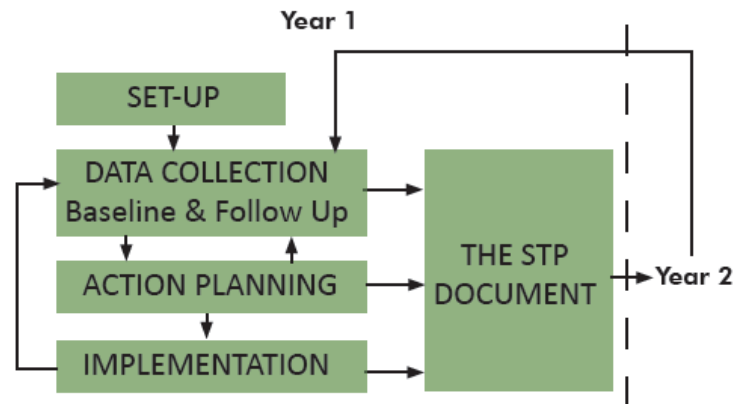 Year 1
SET-UP
DATA COLLECTION
Baseline & Follow Up
ACTION PLANNING
IMPLEMENTATION
THE STP
DOCUMENT
Year 2